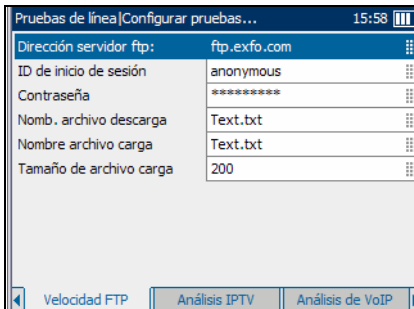 Pruebas de línea|Configurar pruebas... 15:58
Dirección servidor ftp: ftp.exfo.com
ID de inicio de sesión anonymous
Contraseña *********
Nomb. archivo descarga Text.txt
Nombre archivo carga Text.txt
Tamaño de archivo carga 200
Velocidad FTP Análisis IPTV Análisis de VoIP